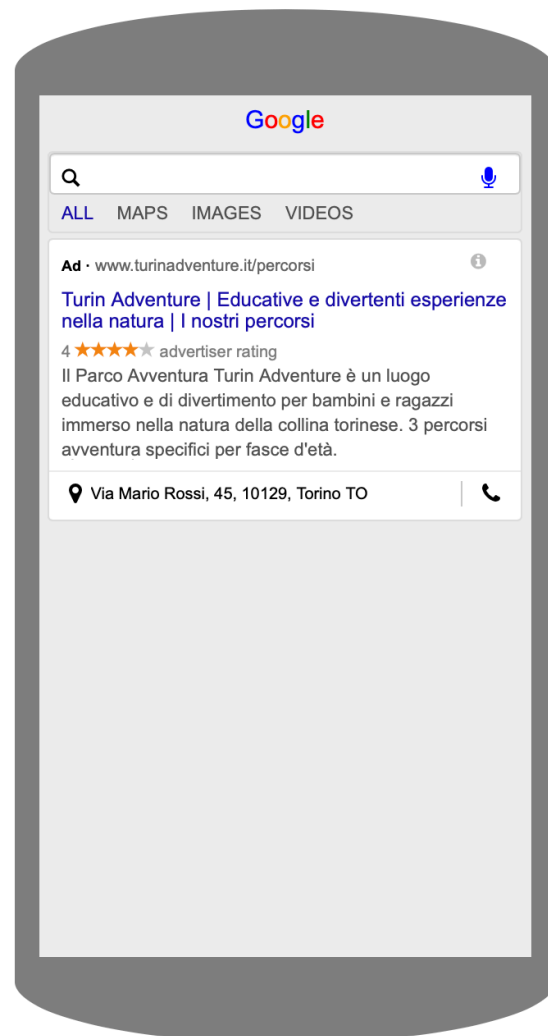 Google
ALL MAPS IMAGES VIDEOS
Ad · www.turinadventure.it/percorsi
Turin Adventure | Educative e divertenti esperienze
nella natura | I nostri percorsi
4 ★★★★★ advertiser rating
Il Parco Avventura Turin Adventure è un luogo
educativo e di divertimento per bambini e ragazzi
immerso nella natura della collina torinese. 3 percorsi
avventura specifici per fasce d'età.
Via Mario Rossi, 45, 10129, Torino TO